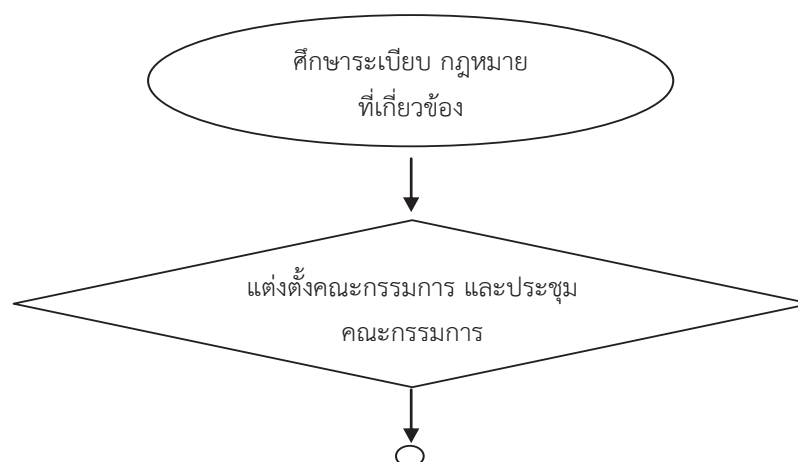 ศึกษาระเบียบ กฎหมาย
ที่เกี่ยวข้อง
แต่งตั้งคณะกรรมการ และประชุม
คณะกรรมการ